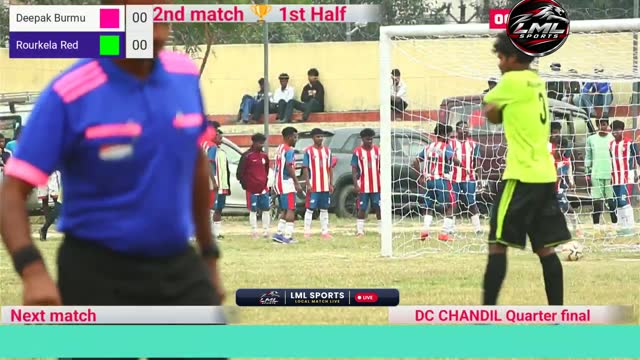 Deepak Burmu 00
Rourkela Red 00
2nd match 🏆 1st Half
LML
SPORTS
3
LML SPORTS
LOCAL MATCH LIVE
LIVE
Next match
DC CHANDIL Quarter final